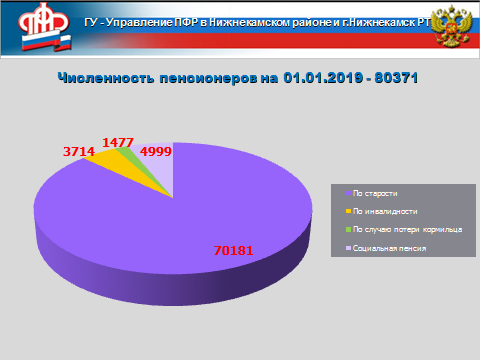 ГУ - Управление ПФР в Нижнекамском районе и г.Нижнекамск РТ
Численность пенсионеров на 01.01.2019 - 80371
1477
3714
4999
70181
По старости
По инвалидности
По случаю потери кормильца
Социальная пенсия